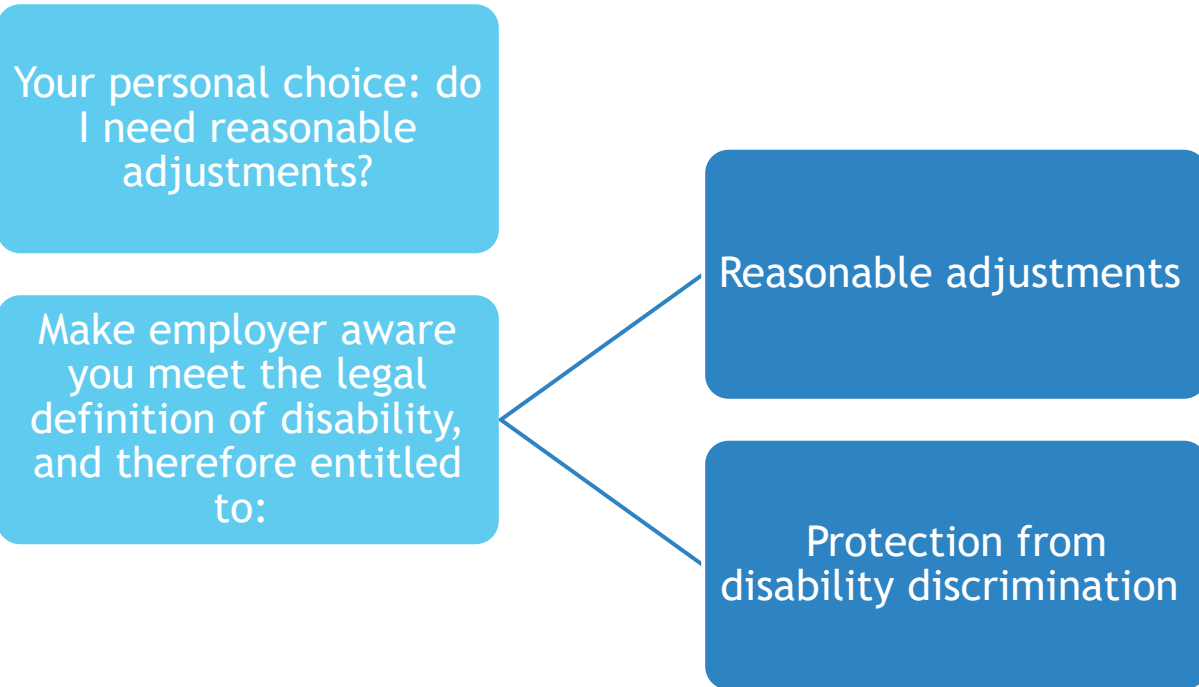 Your personal choice: do
I need reasonable
adjustments?
Make employer aware
you meet the legal
definition of disability,
and therefore entitled
to:
Reasonable adjustments
Protection from
disability discrimination